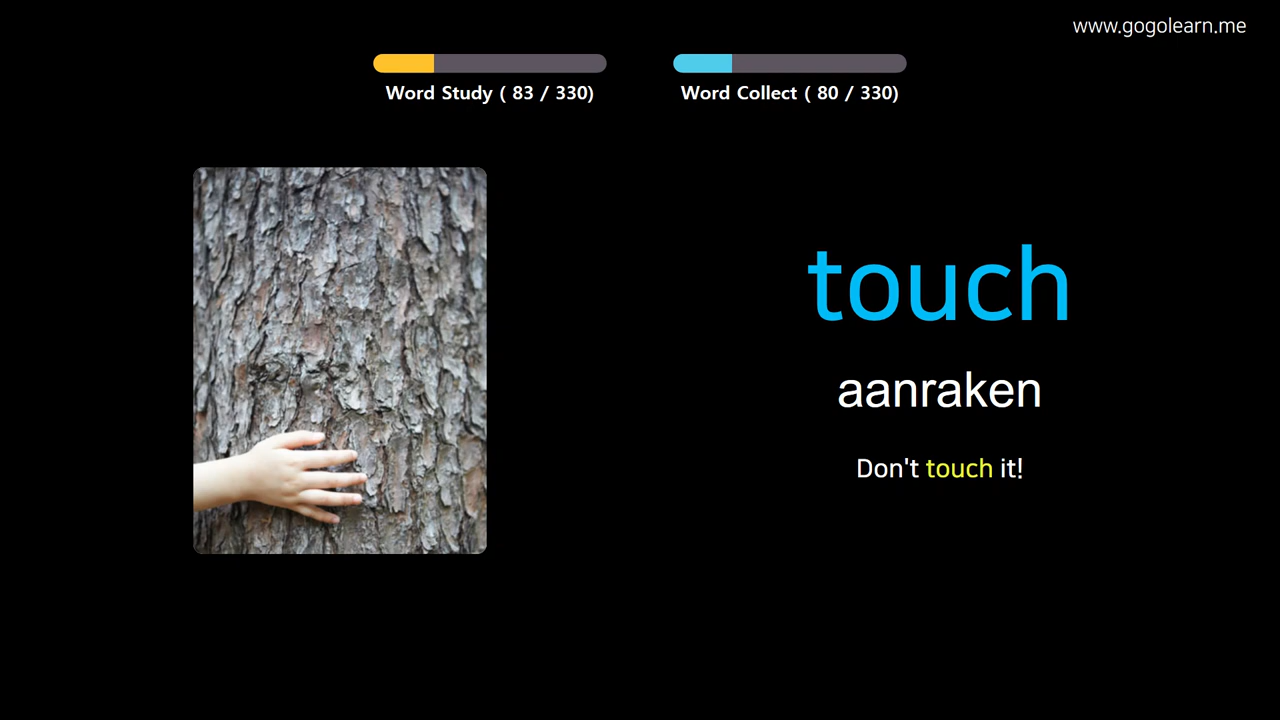 www.gogolearn.me
Word Study ( 83 / 330)
Word Collect ( 80 / 330)
touch
aanraken
Don't touch it!